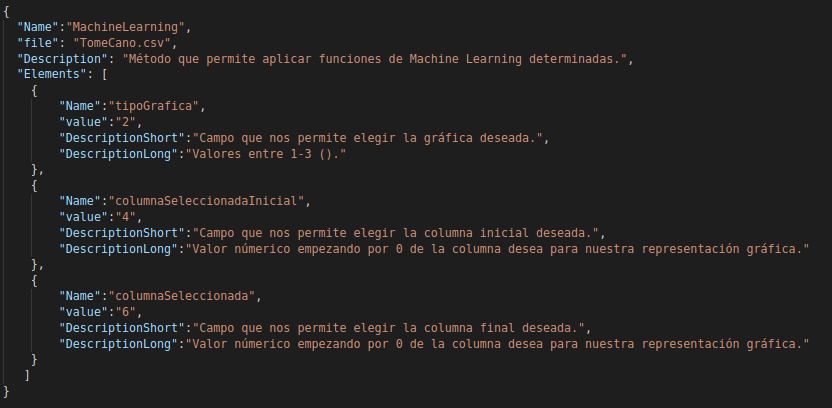 {
"Name":"MachineLearning",
"file": "TomeCano.csv",
"Description": "Método que permite aplicar funciones de Machine Learning determinadas.",
"Elements": [
{
"Name":"tipoGrafica",
"value":"2",
"DescriptionShort":"Campo que nos permite elegir la gráfica deseada.",
"DescriptionLong":"Valores entre 1-3 ()."
},
{
"Name":"columnaSeleccionadaInicial",
"value":"4",
"DescriptionShort":"Campo que nos permite elegir la columna inicial deseada.",
"DescriptionLong":"Valor númerico empezando por 0 de la columna desea para nuestra representación gráfica."
},
{
"Name":"columnaSeleccionada",
"value":"6",
"DescriptionShort":"Campo que nos permite elegir la columna final deseada.",
"DescriptionLong":"Valor númerico empezando por 0 de la columna desea para nuestra representación gráfica."
}
]
}